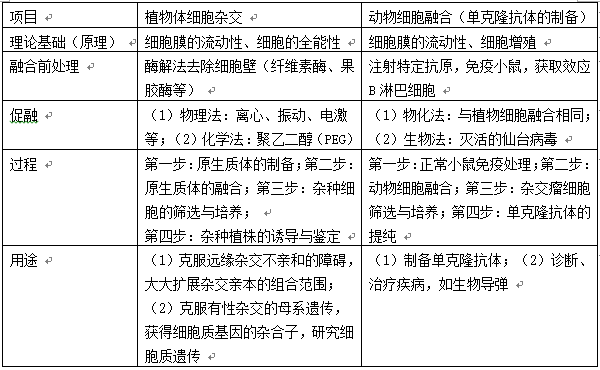 项目
植物体细胞杂交
动物细胞融合（单克隆抗体的制备）
理论基础（原理）
细胞膜的流动性、细胞的全能性
细胞膜的流动性、细胞增殖
融合前处理
酶解法去除细胞壁（纤维素酶、果
胶酶等）
注射特定抗原，免疫小鼠，获取效应
B 淋巴细胞
促融
（1）物理法：离心、振动、电激
等；（2）化学法：聚乙二醇（PEG）
（1）物化法：与植物细胞融合相同；
（2）生物法：灭活的仙台病毒
过程
第一步：原生质体的制备；第二步：
原生质体的融合；第三步：杂种细
胞的筛选与培养；
第四步：杂种植株的诱导与鉴定
第一步：正常小鼠免疫处理；第二步：
动物细胞融合；第三步：杂交瘤细胞
筛选与培养；第四步：单克隆抗体的
提纯
用途
（1）克服远缘杂交不亲和的障碍，
大大扩展杂交亲本的组合范围；
（2）克服有性杂交的母系遗传，
获得细胞质基因的杂合子，研究细
胞质遗传
（1）制备单克隆抗体；（2）诊断、
治疗疾病，如生物导弹